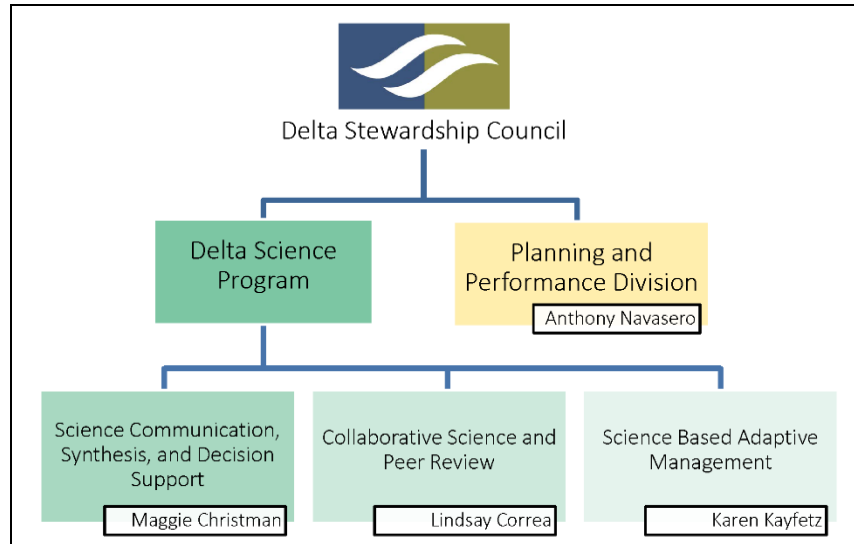 Delta Stewardship Council
Delta Science
Program
Planning and
Performance Division
Anthony Navasero
Science Communication,
Synthesis, and Decision
Support
Maggie Christman
Collaborative Science and
Peer Review
Lindsay Correa
Science Based Adaptive
Management
Karen Kayfetz